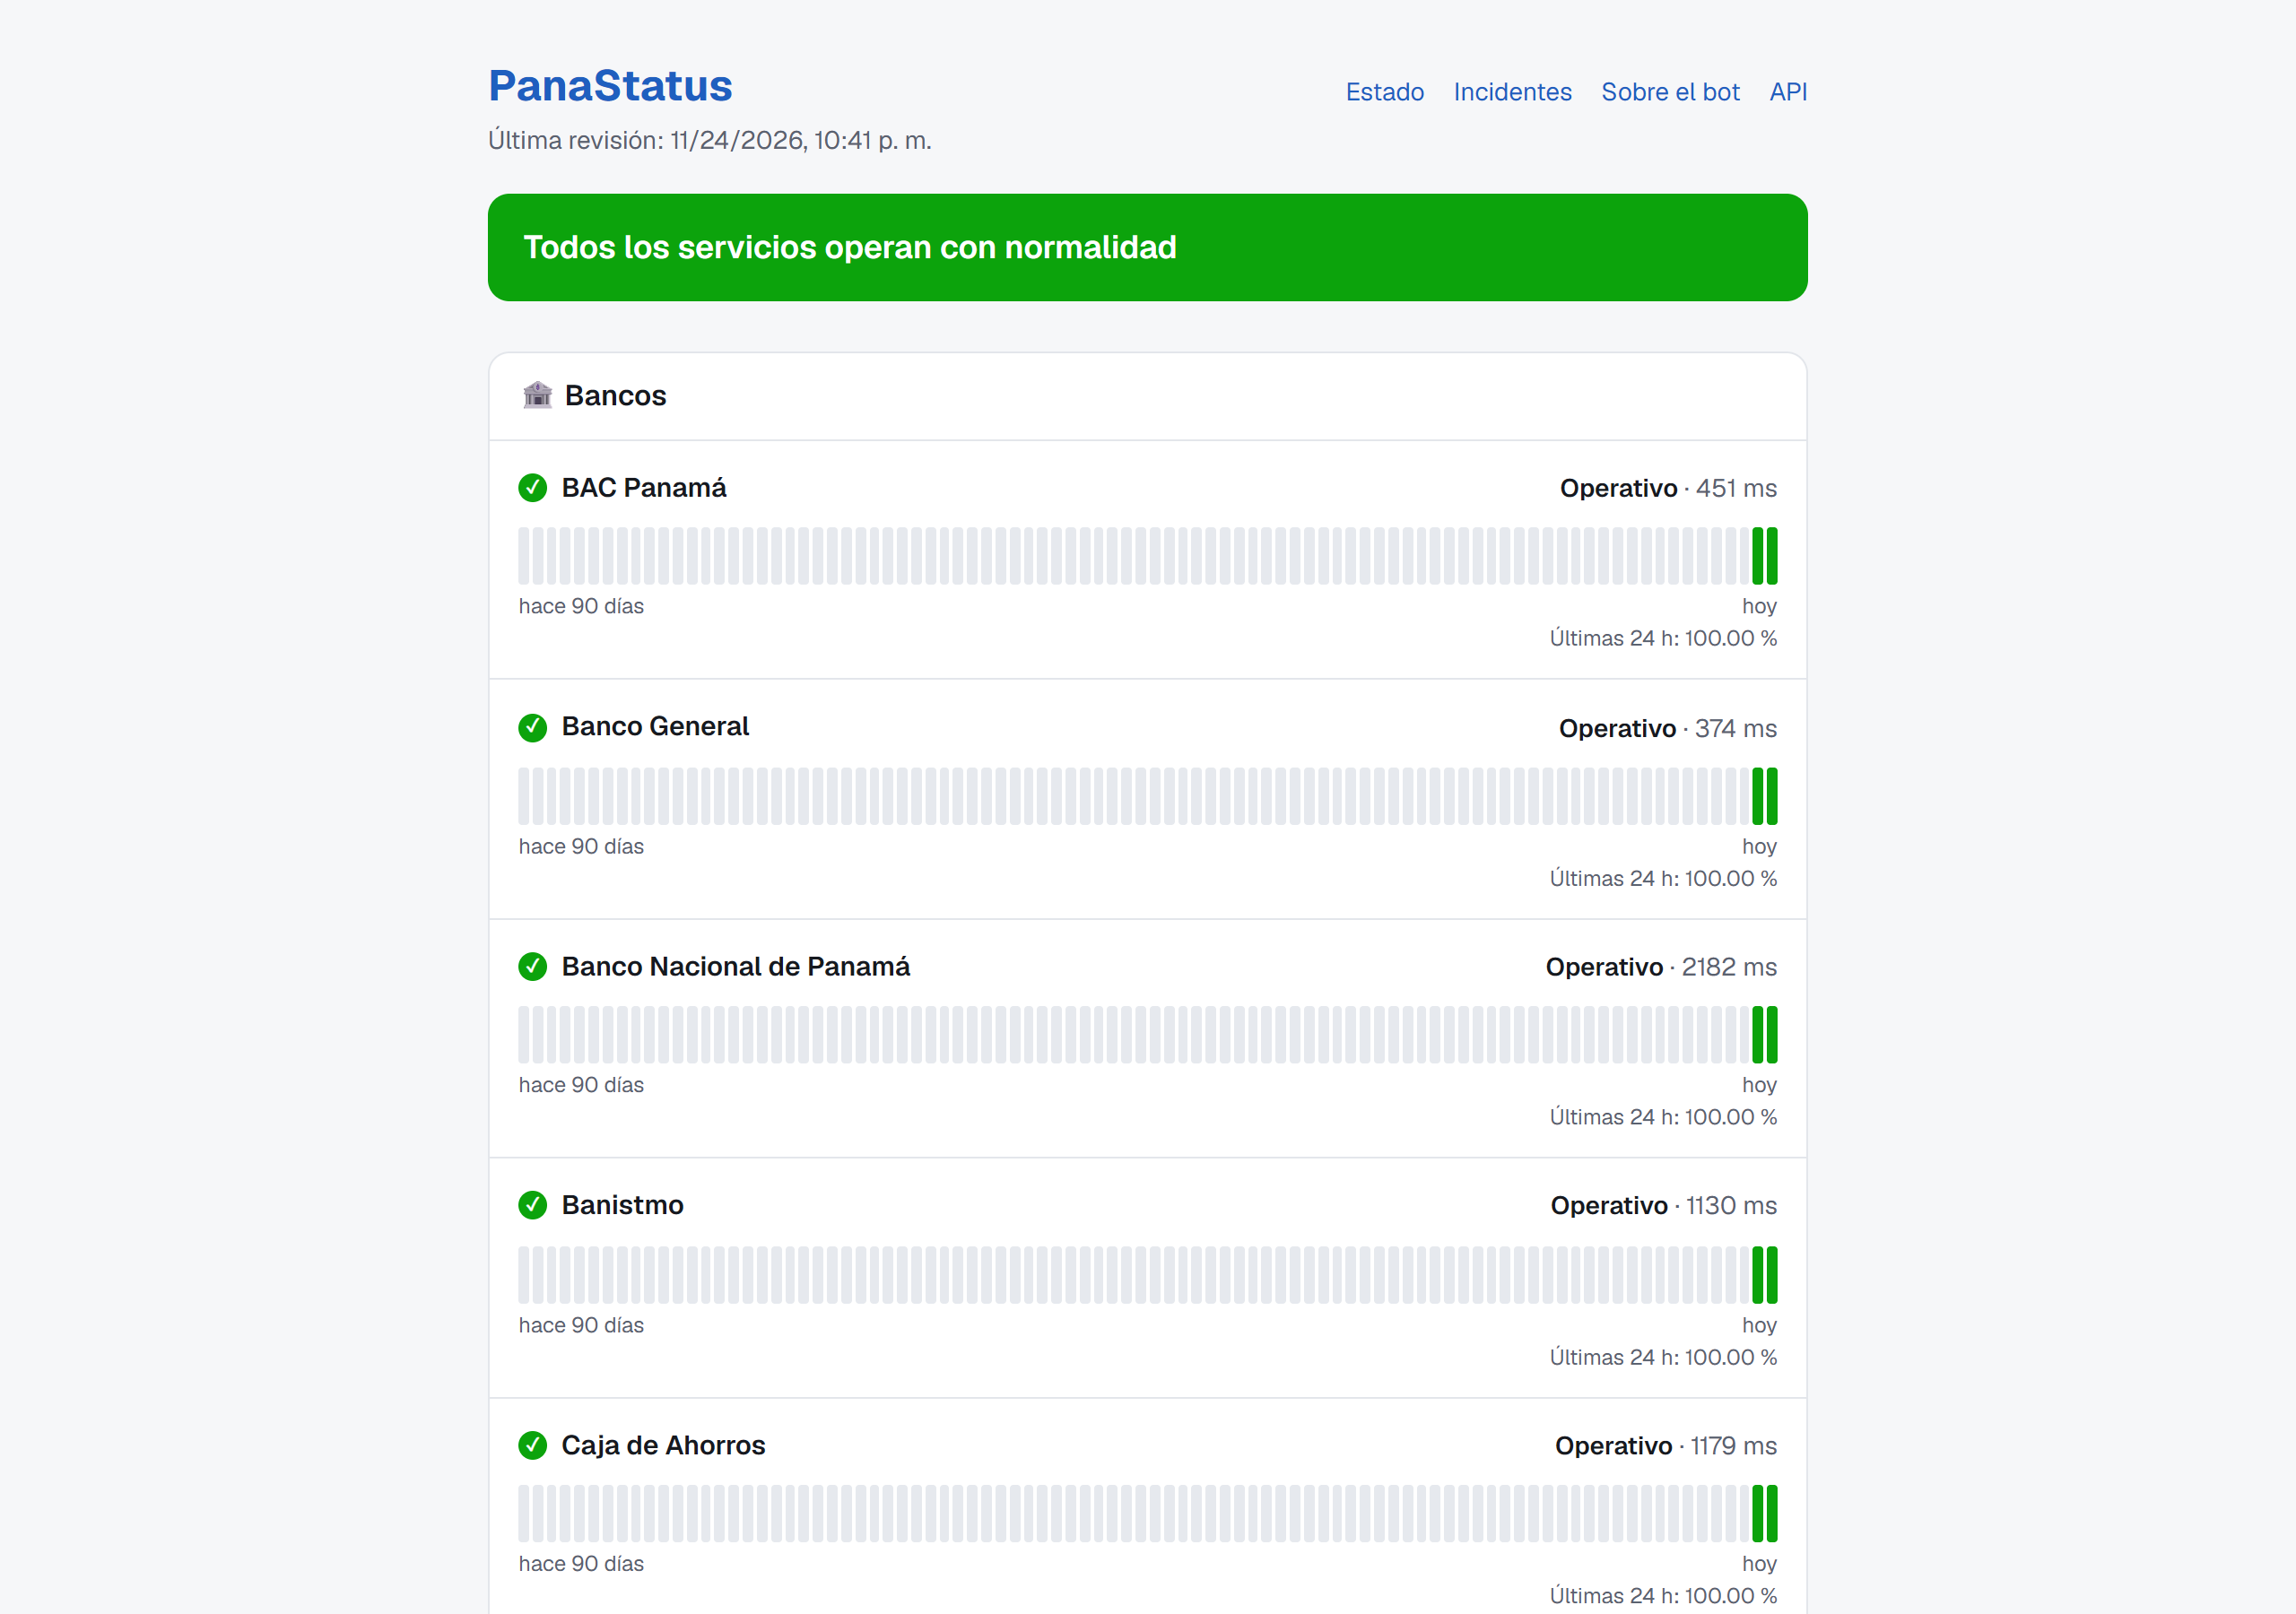 PanaStatus
Estado Incidentes Sobre el bot API
Última revisión: 11/24/2026, 10:41 p. m.
Todos los servicios operan con normalidad
Bancos
BAC Panamá
Operativo · 451 ms
hace 90 días
hoy
Últimas 24 h: 100.00 %
Banco General
Operativo · 374 ms
hace 90 días
hoy
Últimas 24 h: 100.00 %
Banco Nacional de Panamá
Operativo · 2182 ms
hace 90 días
hoy
Últimas 24 h: 100.00 %
Banistmo
Operativo · 1130 ms
hace 90 días
hoy
Últimas 24 h: 100.00 %
Caja de Ahorros
Operativo · 1179 ms
hace 90 días
hoy
Últimas 24 h: 100.00 %